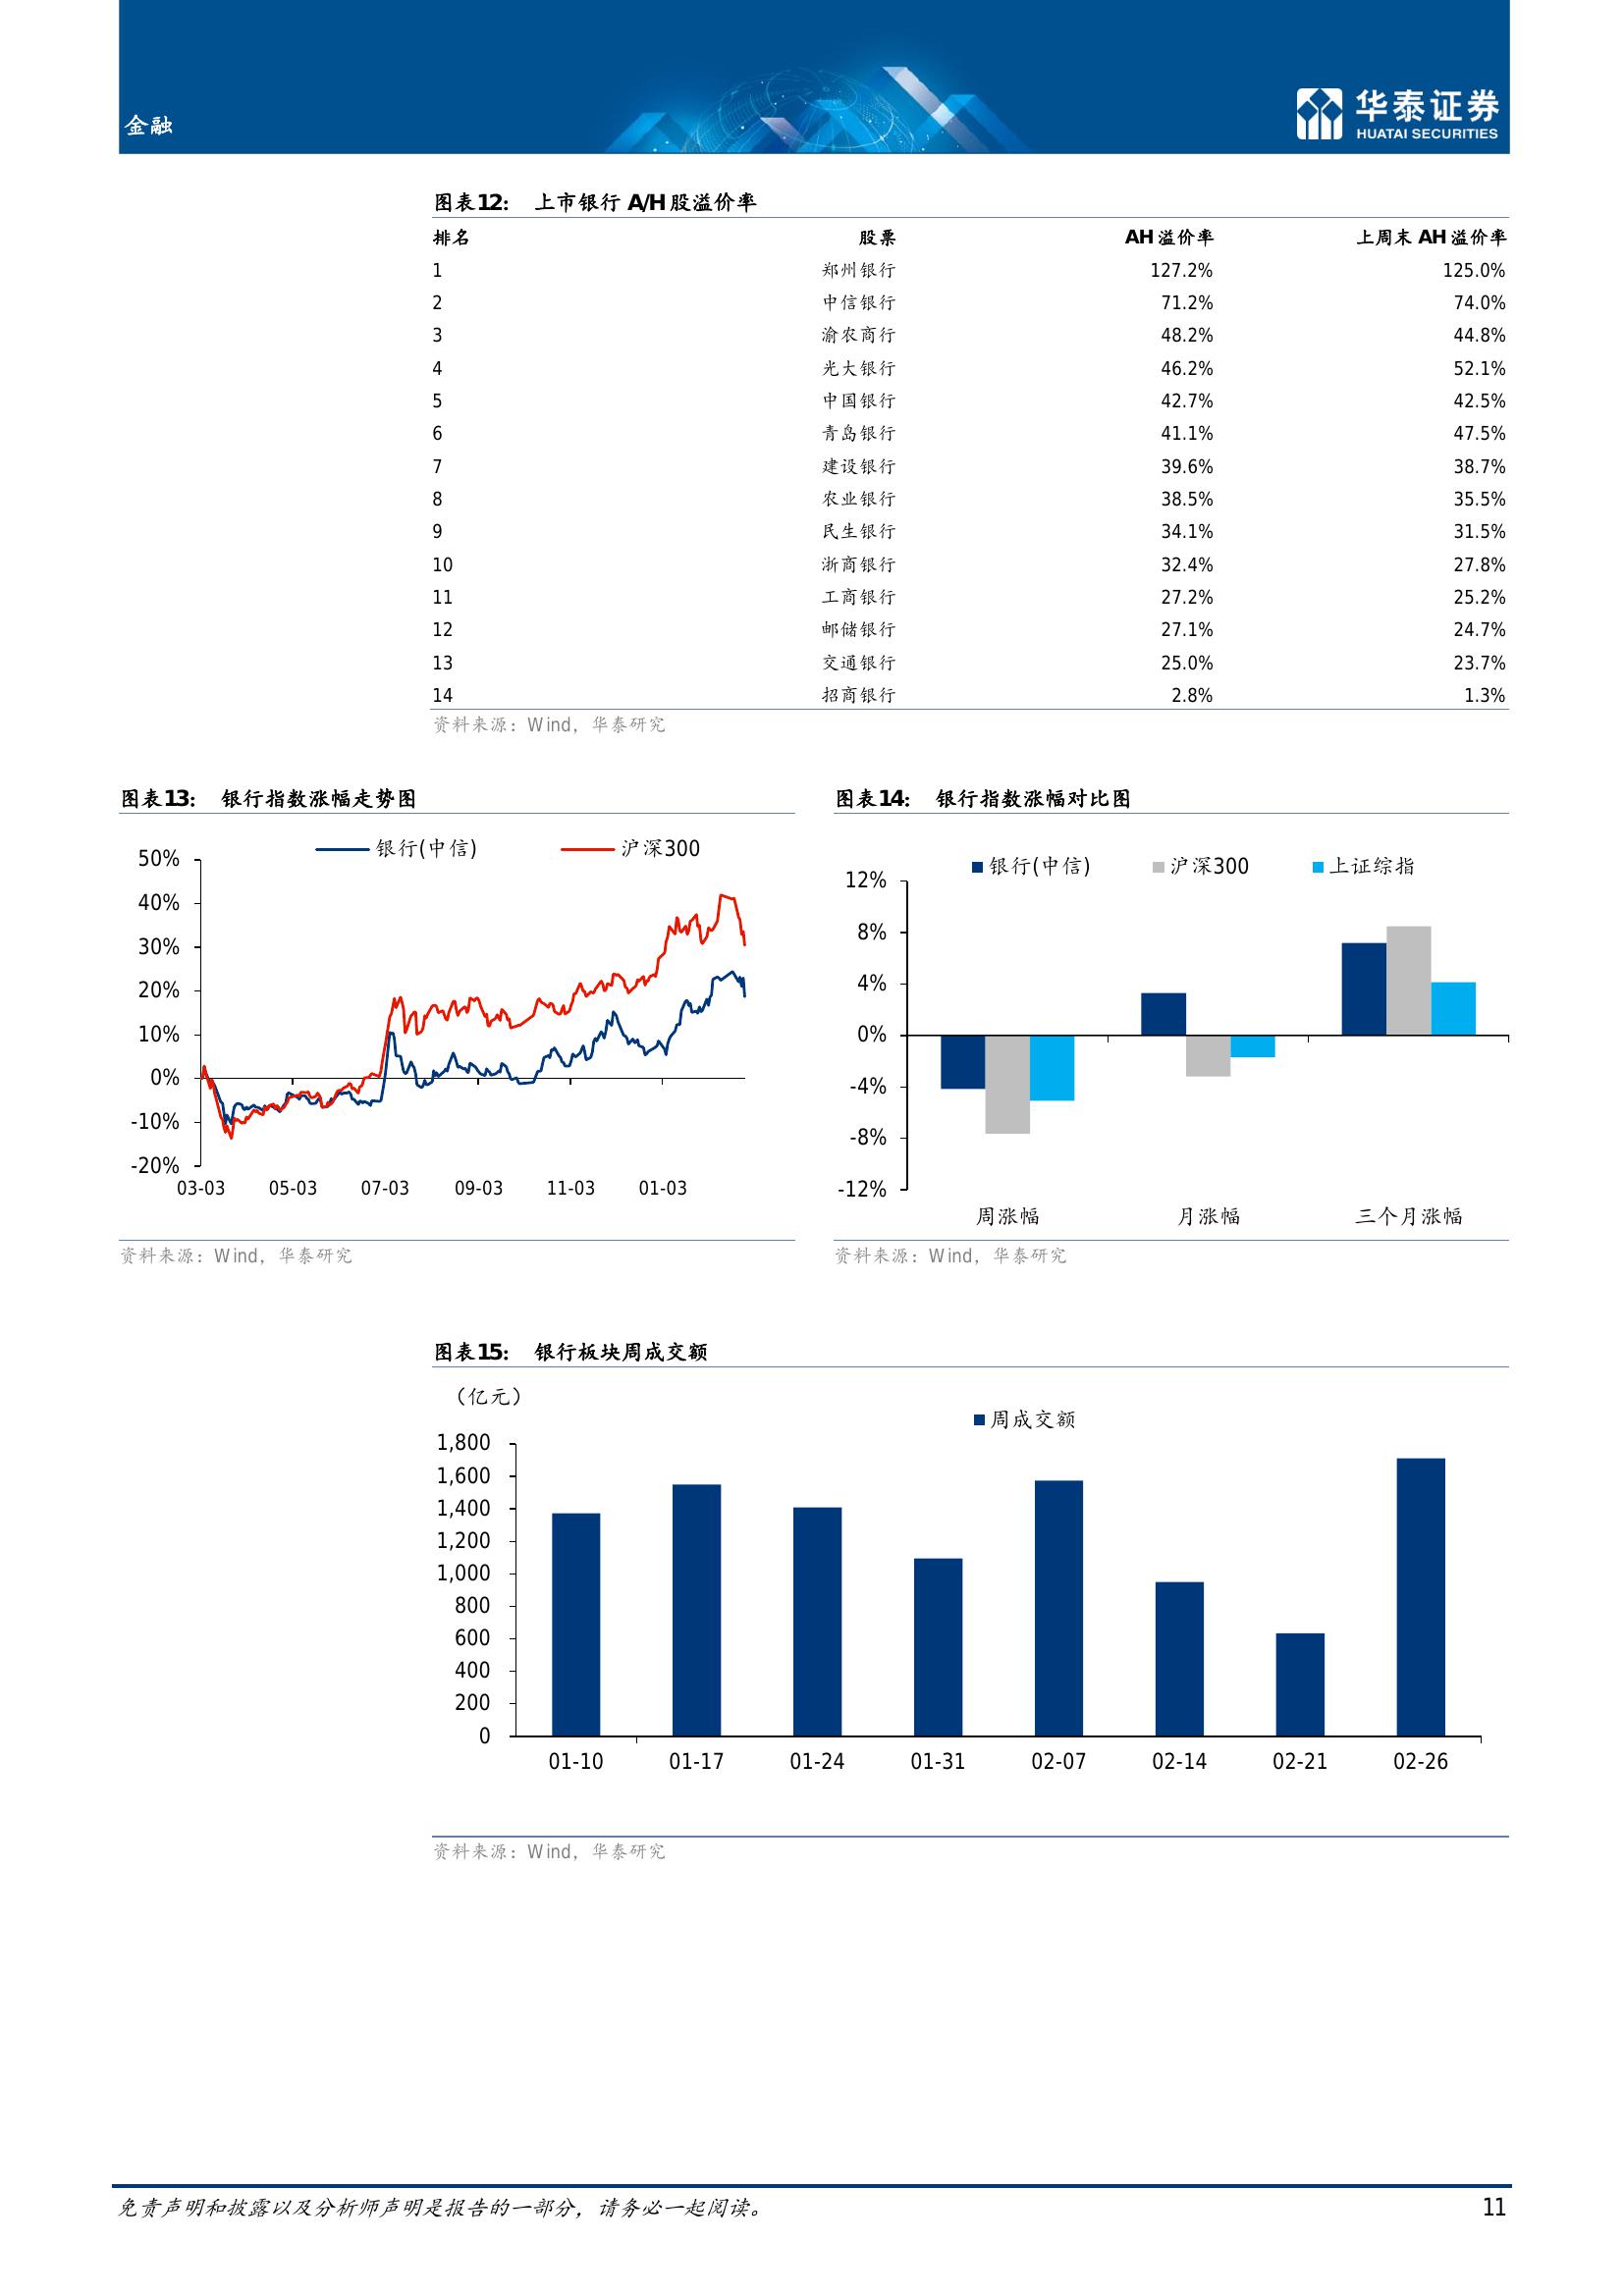 金融
华泰证券
HUATAI SECURITIES
图表12： 上市银行 A/H 股溢价率
排名 股票 AH 溢价率 上周末 AH 溢价率
1 郑州银行 127.2% 125.0%
2 中信银行 71.2% 74.0%
3 渝农商行 48.2% 44.8%
4 光大银行 46.2% 52.1%
5 中国银行 42.7% 42.5%
6 青岛银行 41.1% 47.5%
7 建设银行 39.6% 38.7%
8 农业银行 38.5% 35.5%
9 民生银行 34.1% 31.5%
10 浙商银行 32.4% 27.8%
11 工商银行 27.2% 25.2%
12 邮储银行 27.1% 24.7%
13 交通银行 25.0% 23.7%
14 招商银行 2.8% 1.3%
资料来源：Wind，华泰研究
图表13： 银行指数涨幅走势图
银行(中信) 沪深300
50%
40%
30%
20%
10%
0%
-10%
-20%
03-03 05-03 07-03 09-03 11-03 01-03
资料来源：Wind，华泰研究
图表14： 银行指数涨幅对比图
银行(中信) 沪深300 上证综指
12%
8%
4%
0%
-4%
-8%
-12%
周涨幅 月涨幅 三个月涨幅
资料来源：Wind，华泰研究
图表15： 银行板块周成交额
（亿元）
周成交额
1,800
1,600
1,400
1,200
1,000
800
600
400
200
0
01-10 01-17 01-24 01-31 02-07 02-14 02-21 02-26
资料来源：Wind，华泰研究
免责声明和披露以及分析师声明是报告的一部分，请务必一起阅读。 11